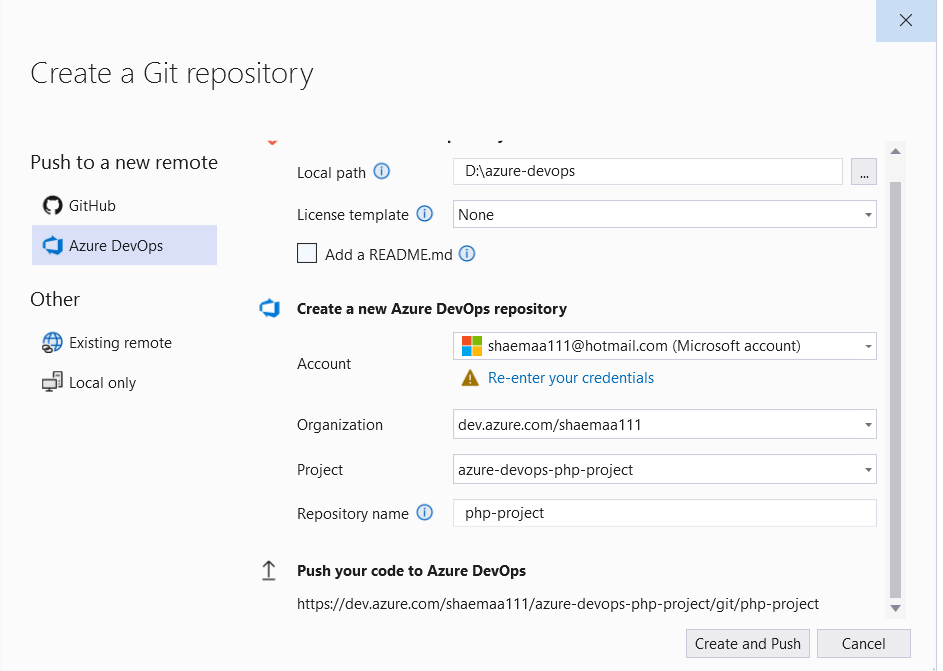 Create a Git repository
Push to a new remote
GitHub
Azure DevOps
Other
Existing remote
Local only
Local path
D:\azure-devops
...
License template
None
Add a README.md
Create a new Azure DevOps repository
Account
shaemaa111@hotmail.com (Microsoft account)
Re-enter your credentials
Organization
dev.azure.com/shaemaa111
Project
azure-devops-php-project
Repository name
php-project
Push your code to Azure DevOps
https://dev.azure.com/shaemaa111/azure-devops-php-project/git/php-project
Create and Push
Cancel